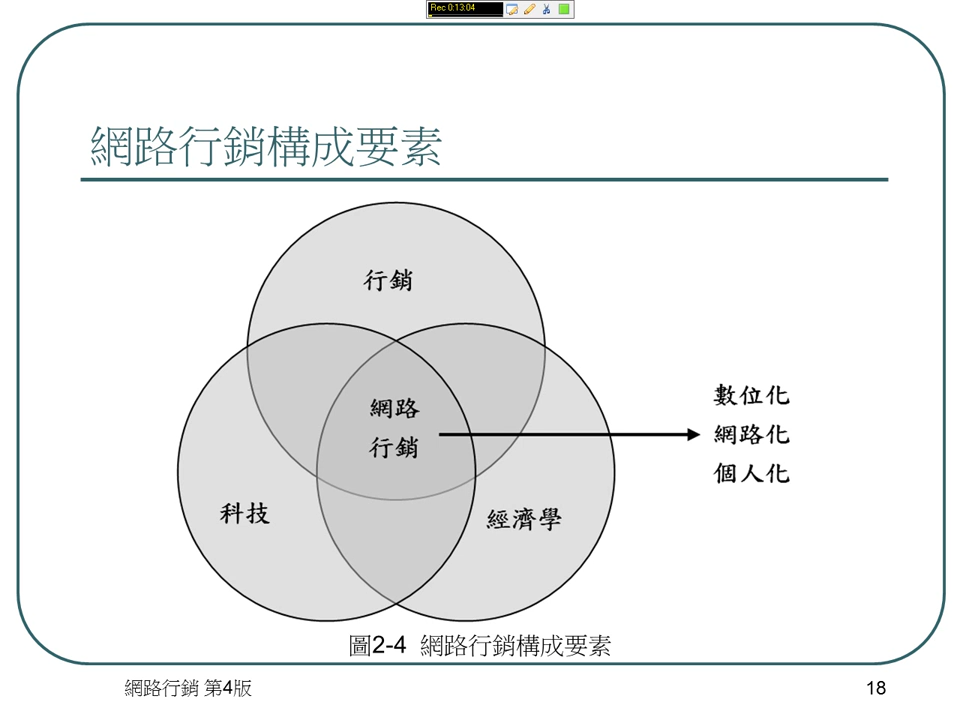 Rec 0:13:04
網路行銷構成要素
行銷
網路
行銷
科技
經濟學
數位化
網路化
個人化
圖2-4 網路行銷構成要素
網路行銷 第4版
18